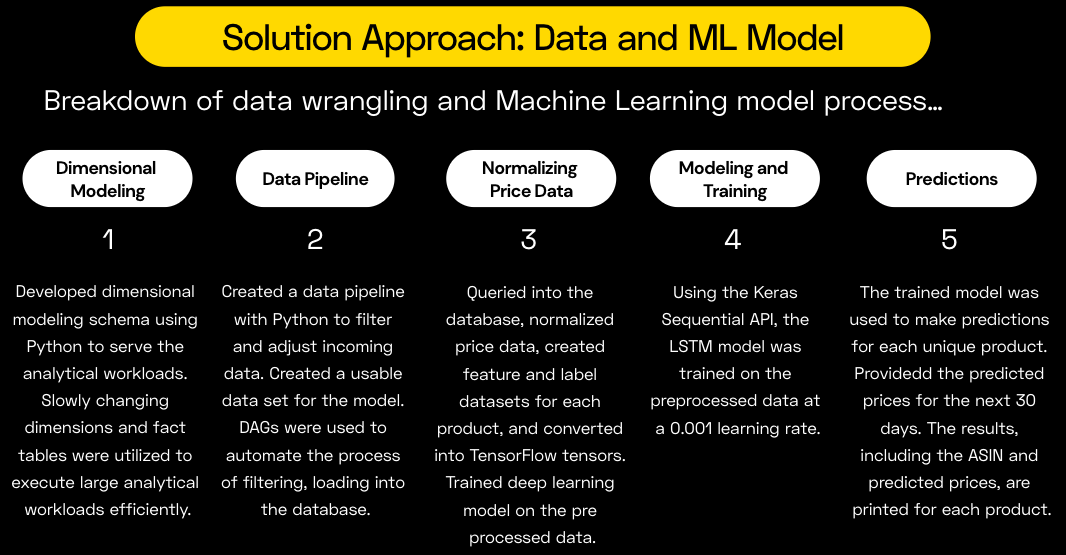 Solution Approach: Data and ML Model
Breakdown of data wrangling and Machine Learning model process...
Dimensional
Modeling
1
Developed dimensional
modeling schema using
Python to serve the
analytical workloads.
Slowly changing
dimensions and fact
tables were utilized to
execute large analytical
workloads efficiently.
Data Pipeline
2
Created a data pipeline
with Python to filter
and adjust incoming
data. Created a usable
data set for the model.
DAGs were used to
automate the process
of filtering, loading into
the database.
Normalizing
Price Data
3
Queried into the
database, normalized
price data, created
feature and label
datasets for each
product, and converted
into TensorFlow tensors.
Trained deep learning
model on the pre
processed data.
Modeling and
Training
4
Using the Keras
Sequential API, the
LSTM model was
trained on the
preprocessed data at
a 0.001 learning rate.
Predictions
5
The trained model was
used to make predictions
for each unique product.
Providedd the predicted
prices for the next 30
days. The results,
including the ASIN and
predicted prices, are
printed for each product.